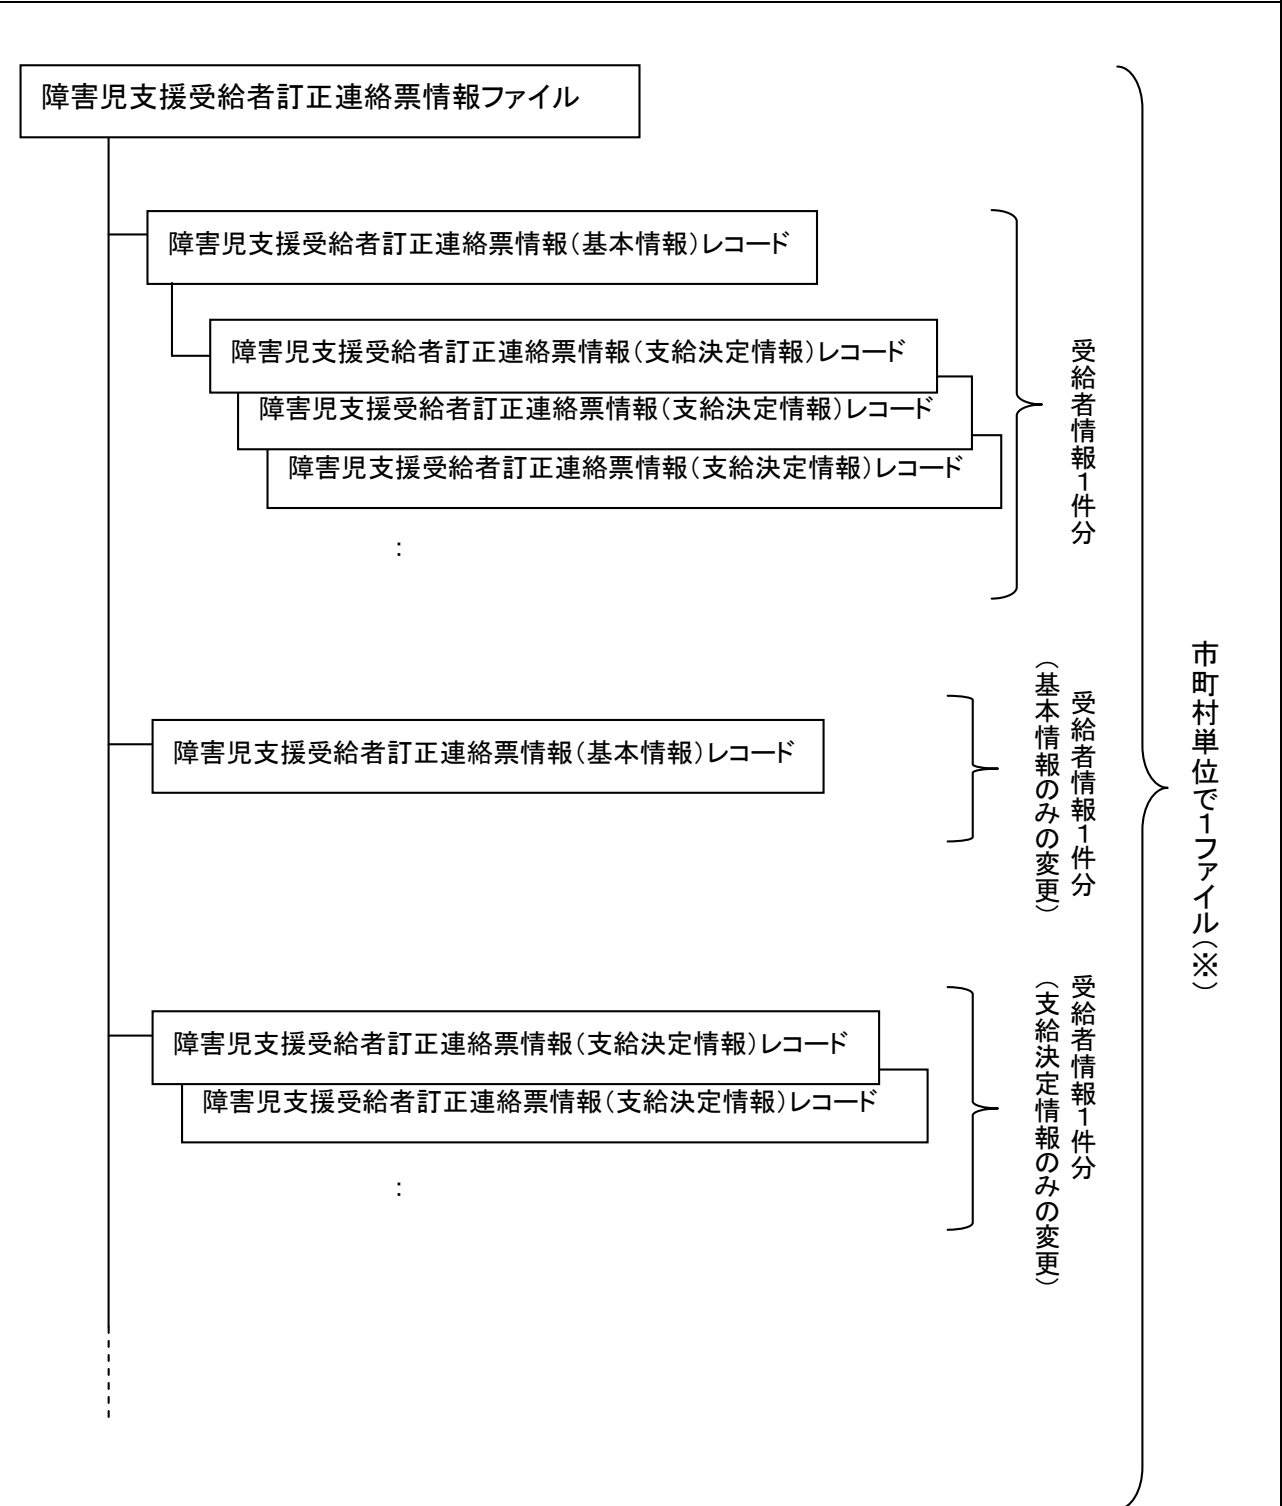 障害児支援受給者訂正連絡票情報ファイル
障害児支援受給者訂正連絡票情報（基本情報）レコード
障害児支援受給者訂正連絡票情報（支給決定情報）レコード
障害児支援受給者訂正連絡票情報（支給決定情報）レコード
障害児支援受給者訂正連絡票情報（支給決定情報）レコード
：
受給者情報１件分
障害児支援受給者訂正連絡票情報（基本情報）レコード
受給者情報１件分
（基本情報のみの変更）
障害児支援受給者訂正連絡票情報（支給決定情報）レコード
障害児支援受給者訂正連絡票情報（支給決定情報）レコード
：
受給者情報１件分
（支給決定情報のみの変更）
市町村単位で１ファイル（※）